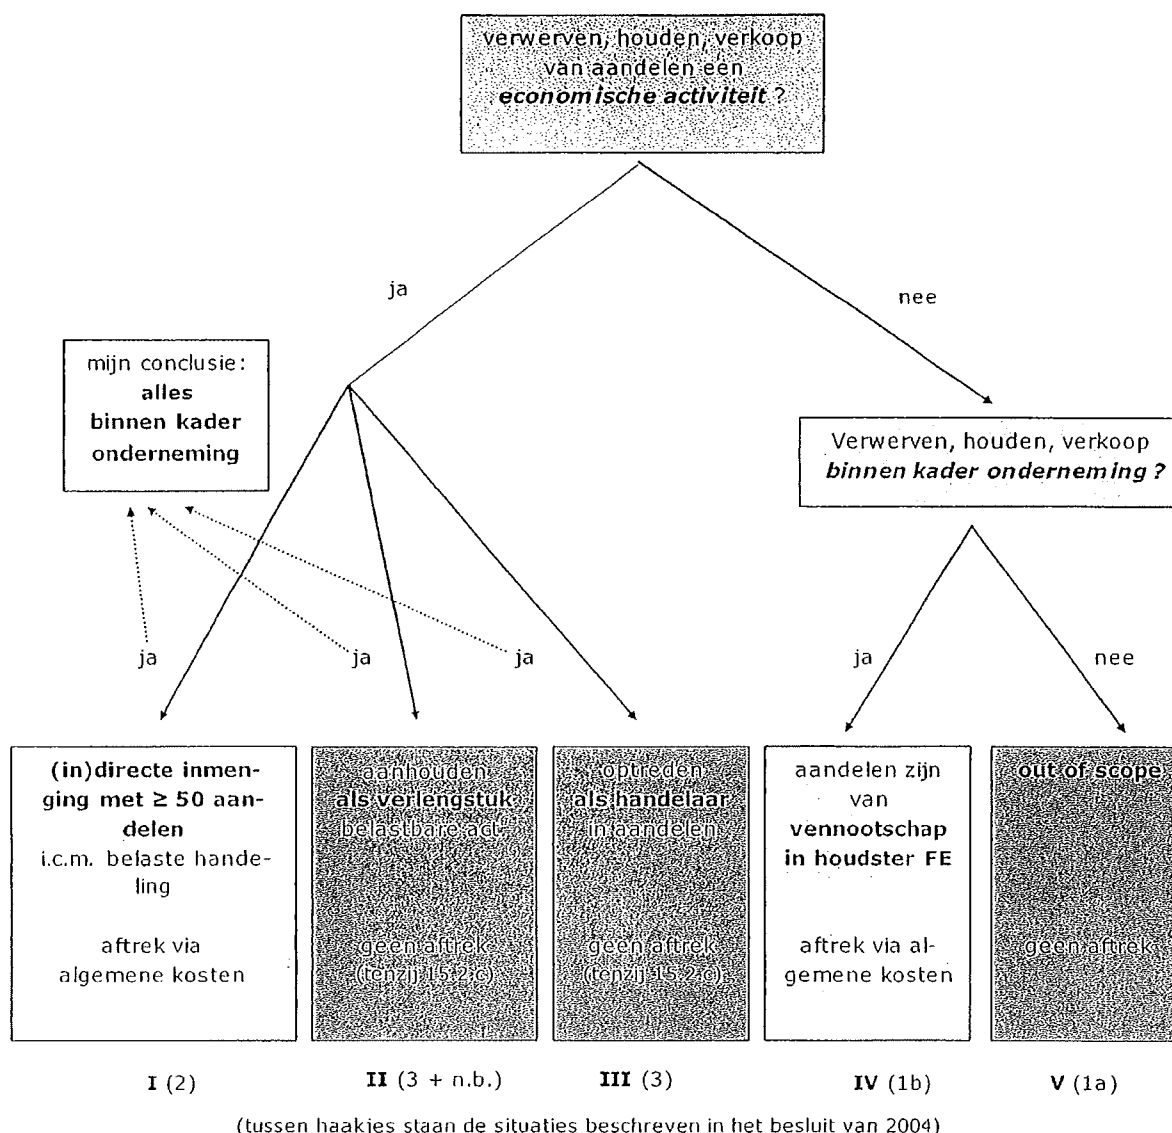 verwerven, houden, verkoop
van aandelen een
economische activiteit ?
ja
nee
mijn conclusie:
alles
binnen kader
onderneming
Verwerven, houden, verkoop
binnen kader onderneming ?
ja
ja
ja
ja
nee
(in)directe inmen-
ging met ≥ 50 aan-
delen
i.c.m. belaste hande-
ling
aftrek via
algemene kosten
aanhouden
als verlengstuk
belastbare act.
geen aftrek
(tenzij 15.2.c)
optreden
als handelaar
in aandelen
geen aftrek
(tenzij 15.2.c)
aandelen zijn
van
vennootschap
in houdster FE
aftrek via al-
gemene kosten
out of scope
geen aftrek
I (2)
II (3 + n.b.)
III (3)
IV (1b)
V (1a)
(tussen haakjes staan de situaties beschreven in het besluit van 2004)